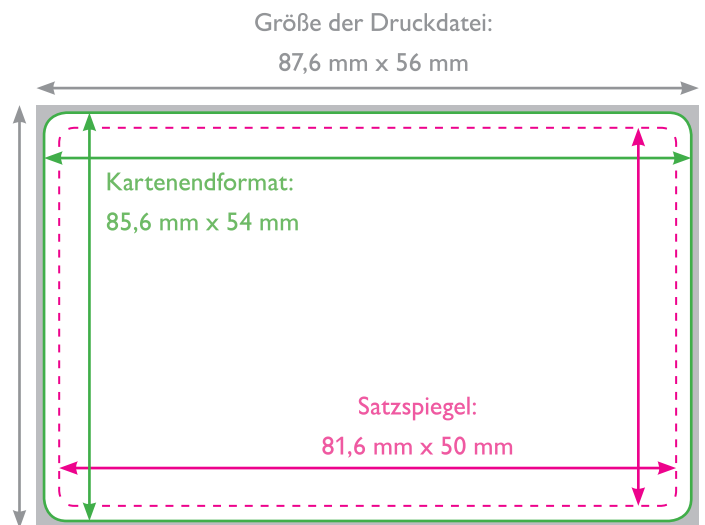 Größe der Druckdatei:
87,6 mm x 56 mm
Kartenendformat:
85,6 mm x 54 mm
Satzspiegel:
81,6 mm x 50 mm